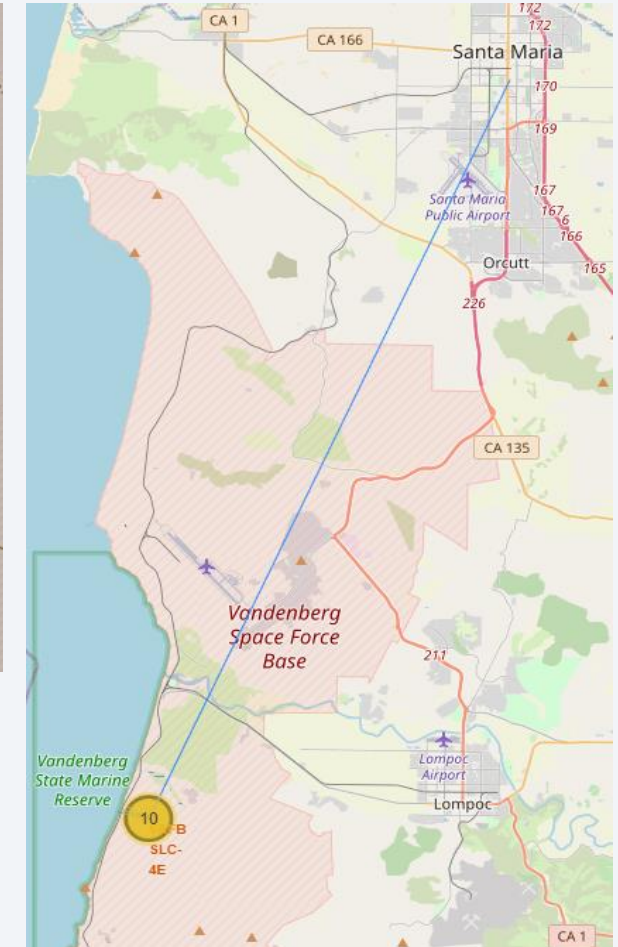 172
172
CA 1
CA 166
Santa Maria
170
169
Santa Maria
Public Airport
167
167
6
166
Orcutt
165
226
CA 135
Vandenberg
Space Force
Base
211
Vandenberg
State Marine
Reserve
Lompoc
Airport
Lompoc
10
FB
SLC-
4E
CA 1